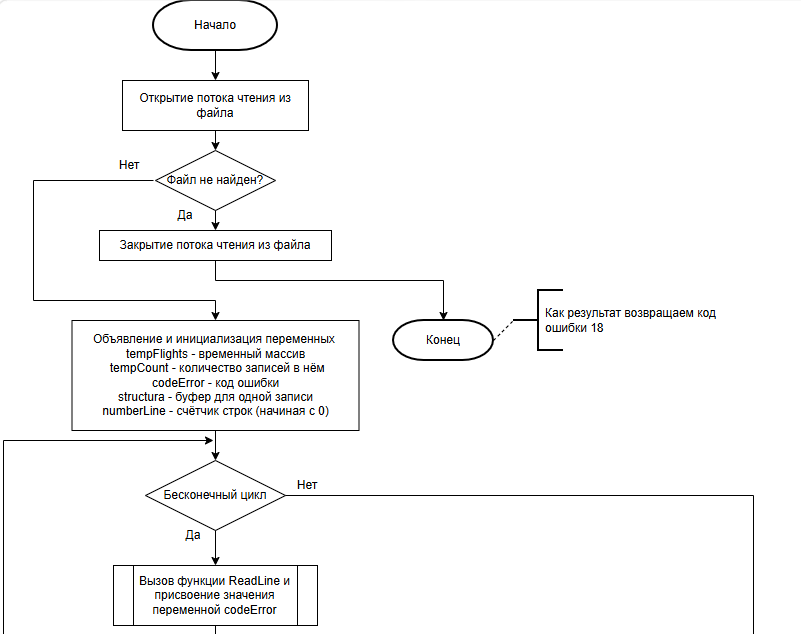 Начало
Открытие потока чтения из
файла
Нет
Файл не найден?
Да
Закрытие потока чтения из файла
Конец
Как результат возвращаем код
ошибки 18
Объявление и инициализация переменных
tempFlights - временный массив
tempCount - количество записей в нём
codeError - код ошибки
structura - буфер для одной записи
numberLine - счётчик строк (начиная с 0)
Бесконечный цикл
Нет
Да
Вызов функции ReadLine и
присвоение значения
переменной codeError